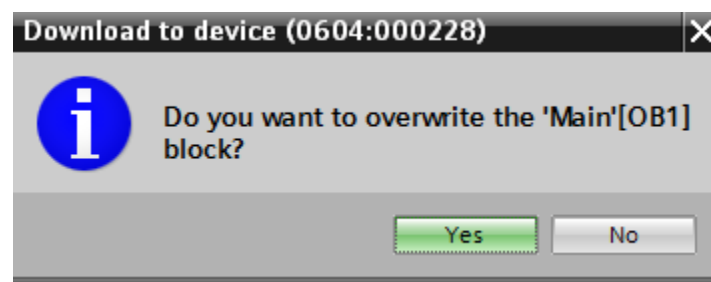 Download to device (0604:000228)
Do you want to overwrite the 'Main'[OB1]
block?
Yes No